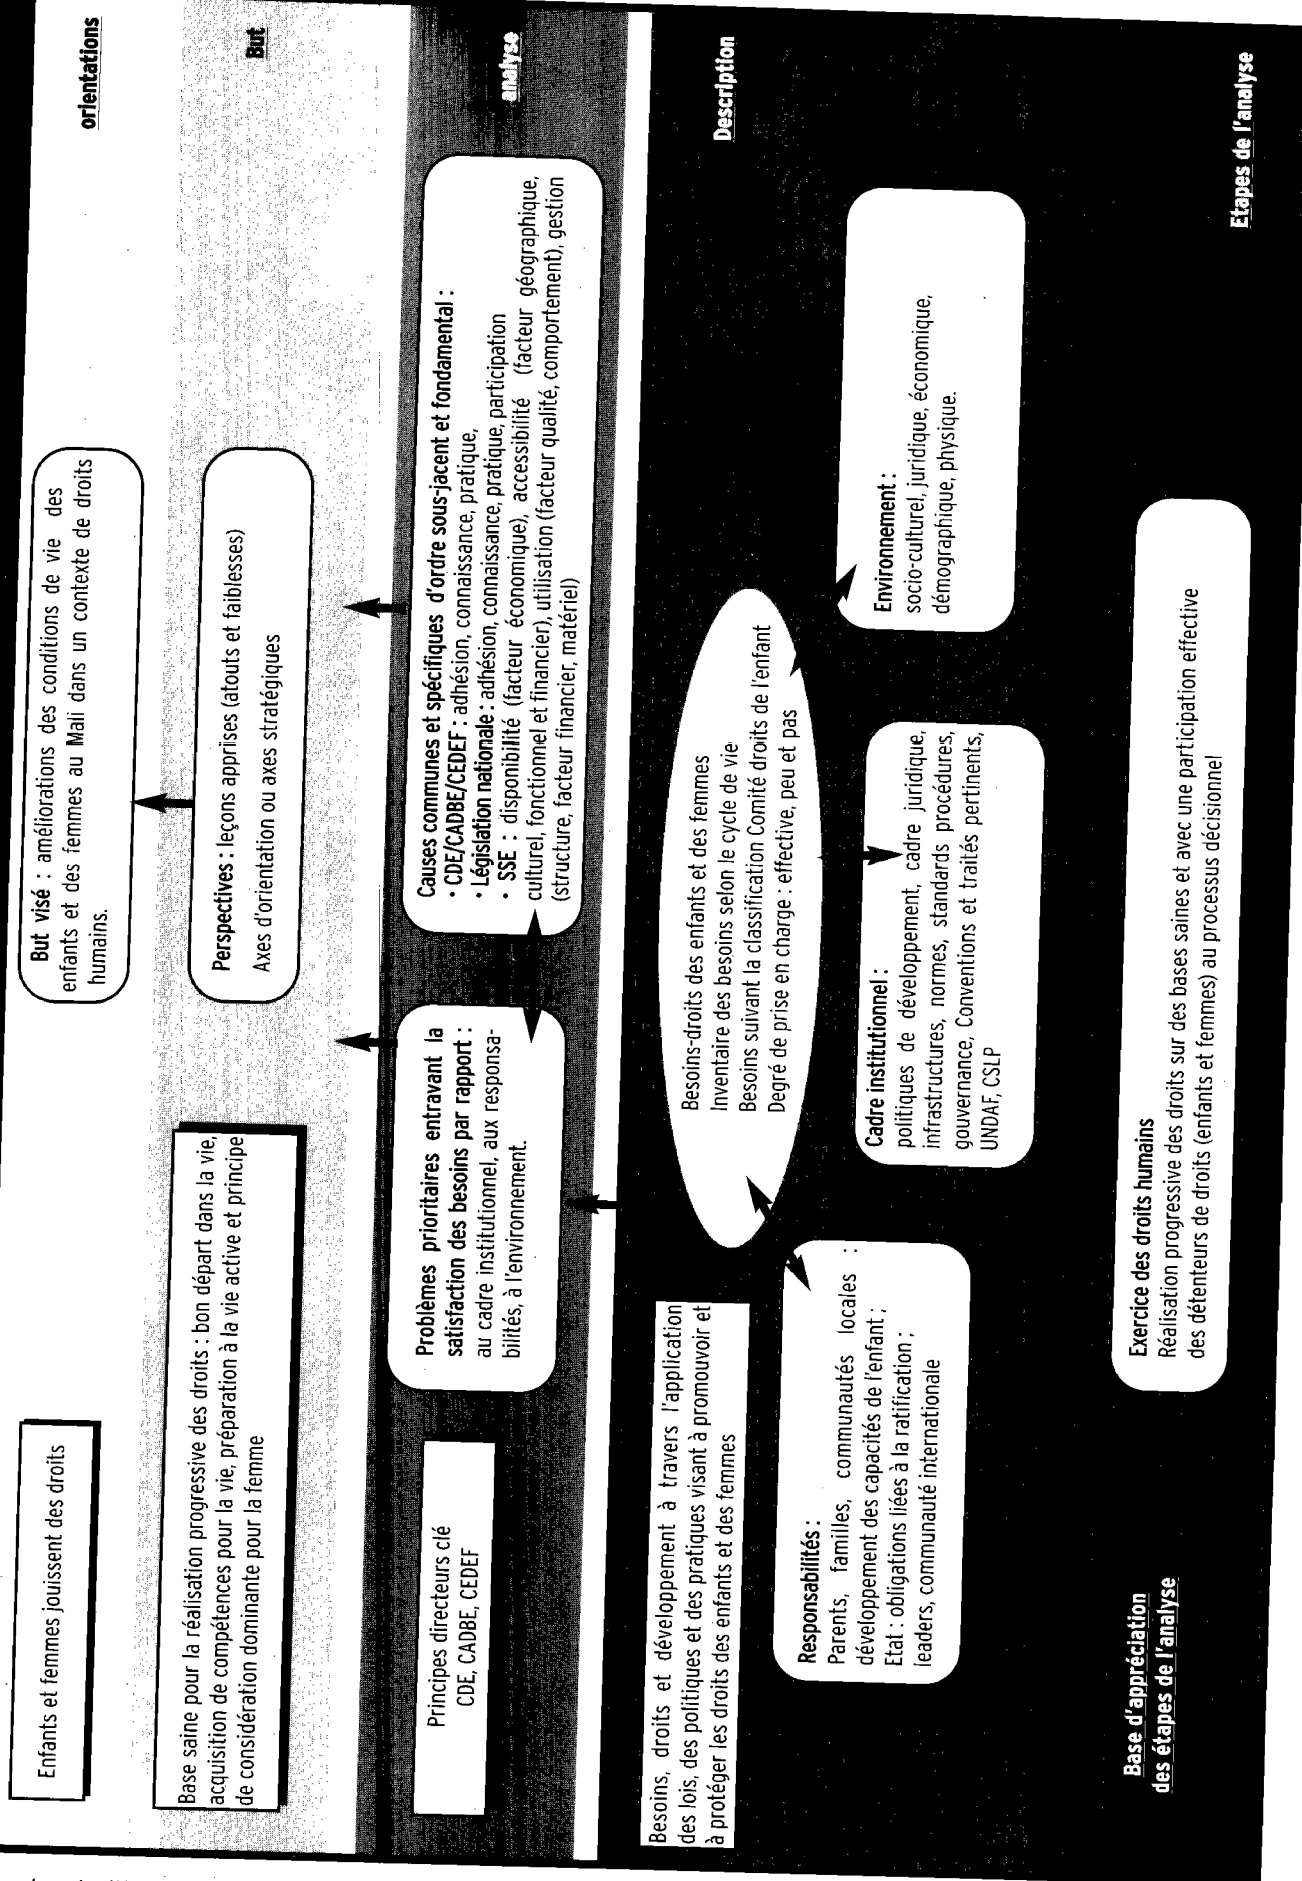 Enfants et femmes jouissent des droits
But visé : améliorations des conditions de vie des
enfants et des femmes au Mali dans un contexte de droits
humains.
orientations
Base saine pour la réalisation progressive des droits : bon départ dans la vie,
acquisition de compétences pour la vie, préparation à la vie active et principe
de considération dominante pour la femme
Perspectives : leçons apprises (atouts et faiblesses)
Axes d'orientation ou axes stratégiques
But
Principes directeurs clé
CDE, CADBE, CEDEF
Problèmes prioritaires entravant la
satisfaction des besoins par rapport :
au cadre institutionnel, aux responsa-
bilités, à l'environnement.
Causes communes et spécifiques d'ordre sous-jacent et fondamental :
• CDE/CADBE/CEDEF : adhésion, connaissance, pratique,
• Législation nationale : adhésion, connaissance, pratique, participation
• SSE : disponibilité (facteur économique), accessibilité (facteur géographique,
culturel, fonctionnel et financier), utilisation (facteur qualité, comportement), gestion
(structure, facteur financier, matériel)
analyse
Besoins, droits et développement à travers l'application
des lois, des politiques et des pratiques visant à promouvoir et
à protéger les droits des enfants et des femmes
Besoins-droits des enfants et des femmes
Inventaire des besoins selon le cycle de vie
Besoins suivant la classification Comité droits de l'enfant
Degré de prise en charge : effective, peu et pas
Description
Responsabilités :
Parents, familles, communautés locales :
développement des capacités de l'enfant ;
Etat : obligations liées à la ratification ;
leaders, communauté internationale
Cadre institutionnel :
politiques de développement, cadre juridique,
infrastructures, normes, standards procédures,
gouvernance, Conventions et traités pertinents,
UNDAF, CSLP
Environnement :
socio-culturel, juridique, économique,
démographique, physique.
Exercice des droits humains
Réalisation progressive des droits sur des bases saines et avec une participation effective
des détenteurs de droits (enfants et femmes) au processus décisionnel
Base d'appréciation
des étapes de l'analyse
Etapes de l'analyse